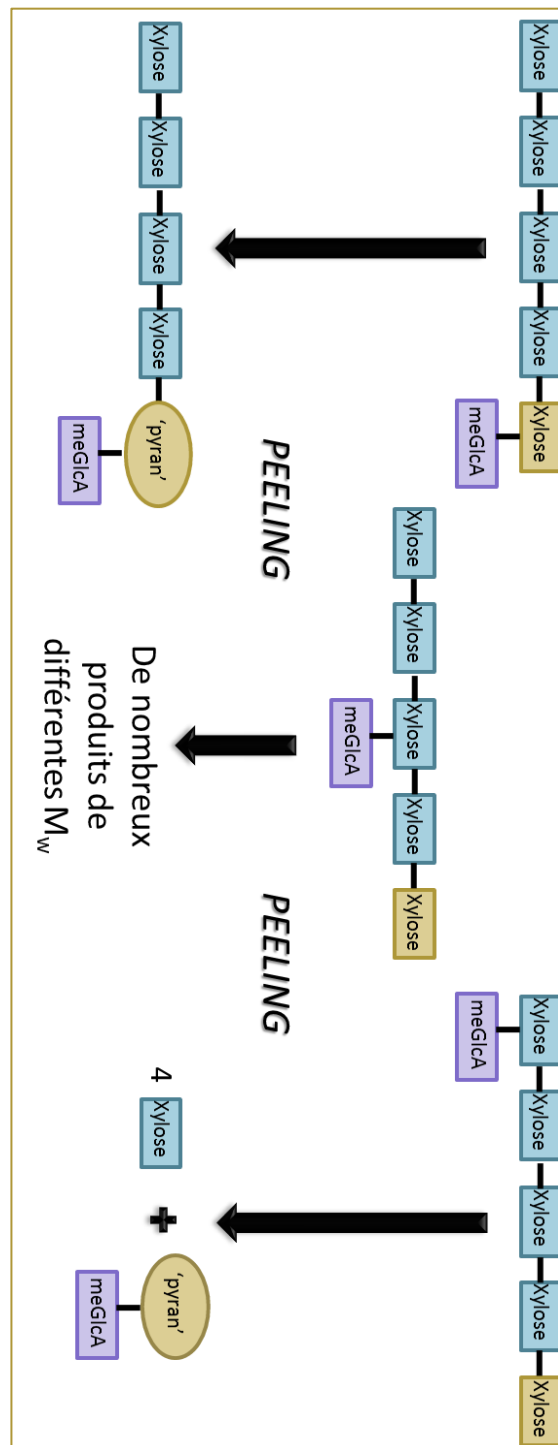 Xylose Xylose Xylose Xylose Xylose
meGlcA
Xylose Xylose Xylose Xylose Xylose
meGlcA
Xylose Xylose Xylose Xylose Xylose
meGlcA
PEELING
PEELING
Xylose Xylose Xylose Xylose 'pyran'
meGlcA
De nombreux
produits de
différentes Mw
4 Xylose + 'pyran'
meGlcA